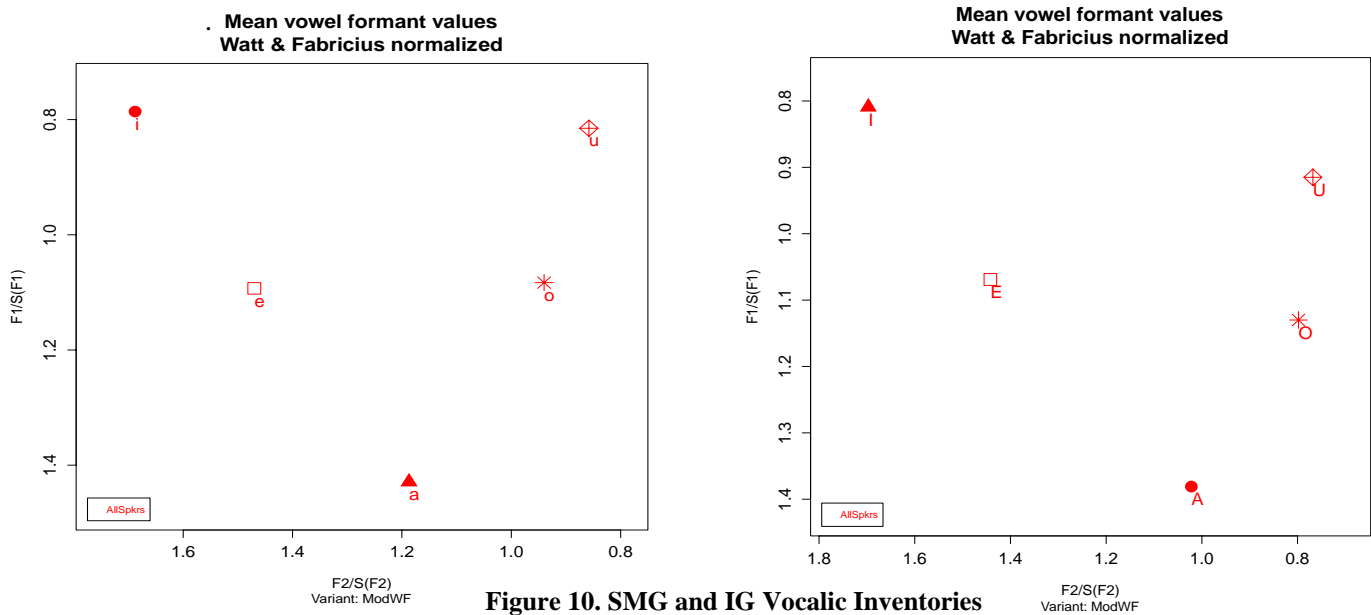 Mean vowel formant values
Watt & Fabricius normalized
F1/S(F1)
0.8
1.0
1.2
1.4
i
u
e
o
a
AllSpkrs
1.6 1.4 1.2 1.0 0.8
F2/S(F2)
Variant: ModWF
Mean vowel formant values
Watt & Fabricius normalized
F1/S(F1)
0.8
0.9
1.0
1.1
1.2
1.3
1.4
I
U
E
O
A
AllSpkrs
1.8 1.6 1.4 1.2 1.0 0.8
F2/S(F2)
Variant: ModWF
Figure 10. SMG and IG Vocalic Inventories